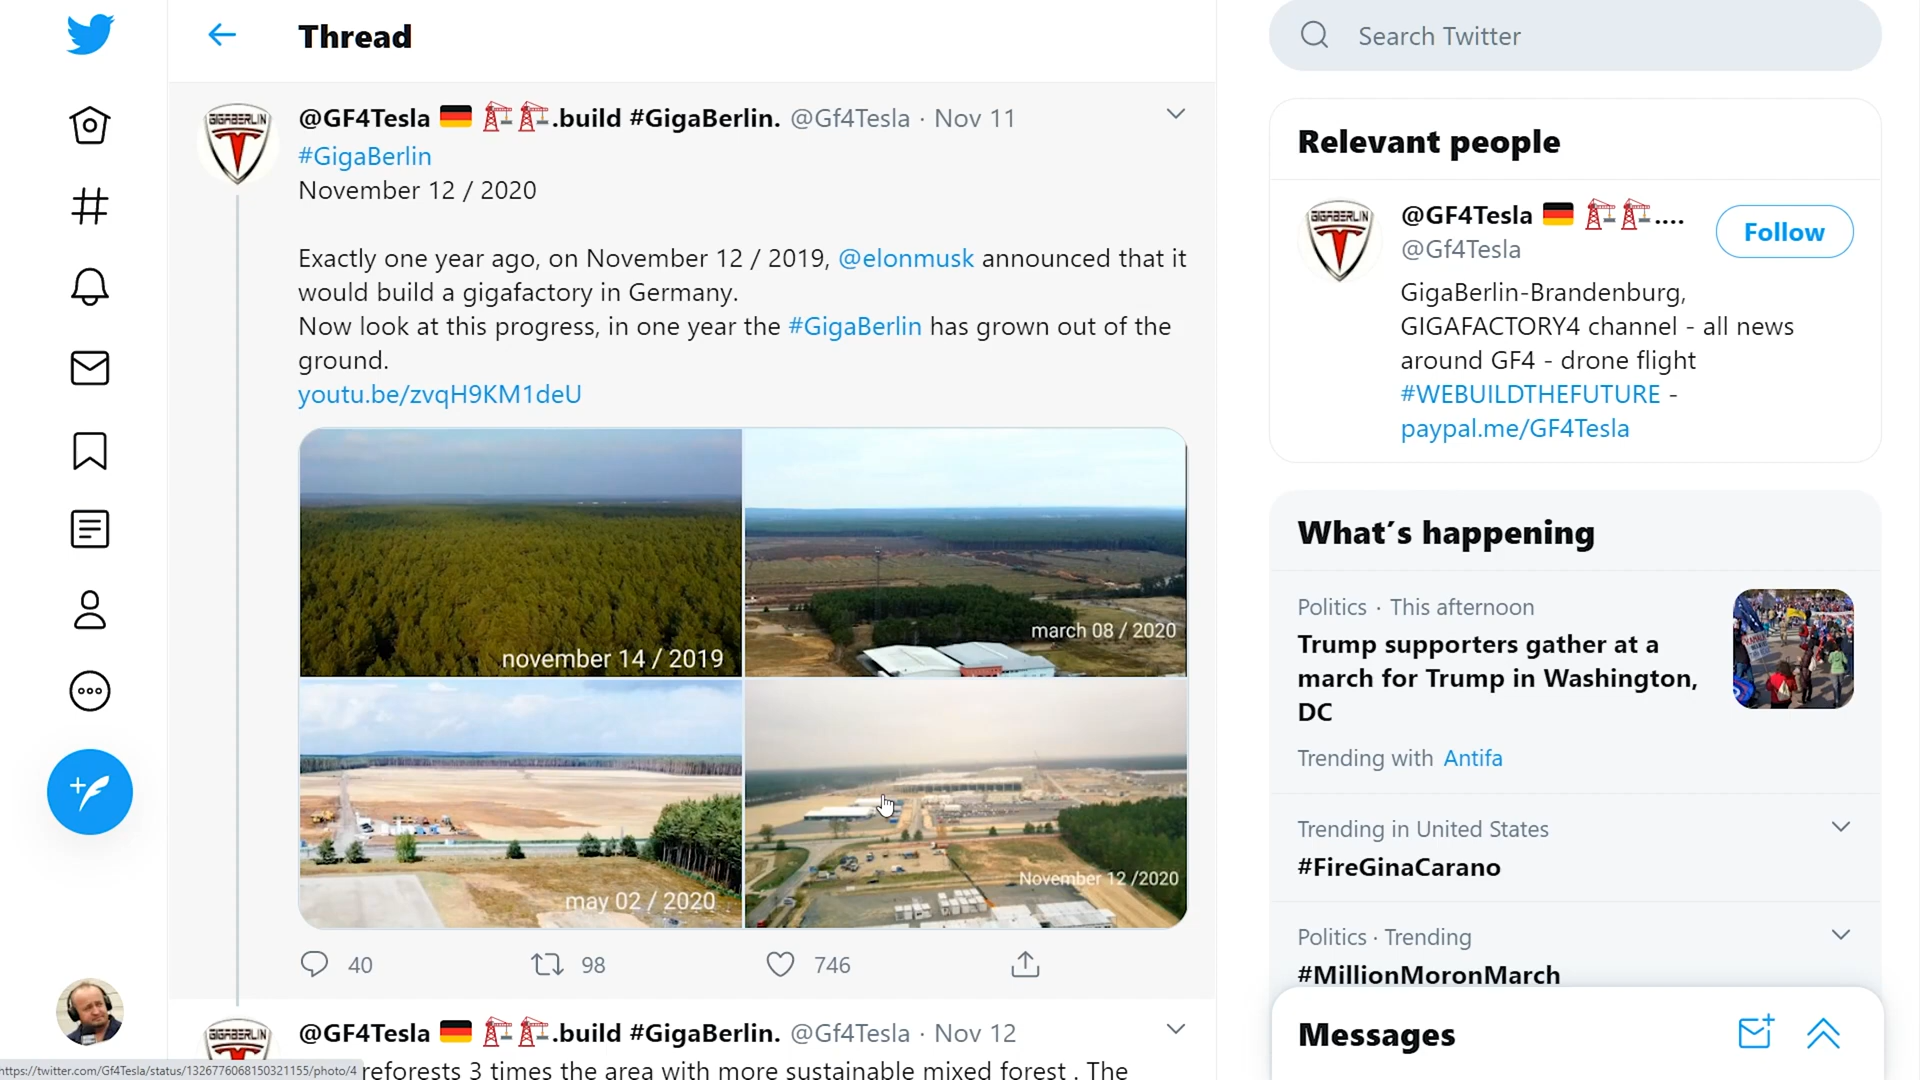 Thread
Search Twitter
@GF4Tesla 🇩🇪 🏗🏗.build #GigaBerlin. @Gf4Tesla · Nov 11
GIGABERLIN
#GigaBerlin
November 12 / 2020
Exactly one year ago, on November 12 / 2019, @elonmusk announced that it
would build a gigafactory in Germany.
Now look at this progress, in one year the #GigaBerlin has grown out of the
ground.
youtu.be/zvqH9KM1deU
november 14 / 2019
march 08 / 2020
may 02 / 2020
November 12 /2020
40
98
746
@GF4Tesla 🇩🇪 🏗🏗.build #GigaBerlin. @Gf4Tesla · Nov 12
GIGABERLIN
reforests 3 times the area with more sustainable mixed forest . The
https://twitter.com/Gf4Tesla/status/1326776068150321155/photo/4
Relevant people
GIGABERLIN
@GF4Tesla 🇩🇪 🏗🏗....
@Gf4Tesla
Follow
GigaBerlin-Brandenburg,
GIGAFACTORY4 channel - all news
around GF4 - drone flight
#WEBUILDTHEFUTURE -
paypal.me/GF4Tesla
What's happening
Politics · This afternoon
Trump supporters gather at a
march for Trump in Washington,
DC
Trending with Antifa
Trending in United States
#FireGinaCarano
Politics · Trending
#MillionMoronMarch
Messages